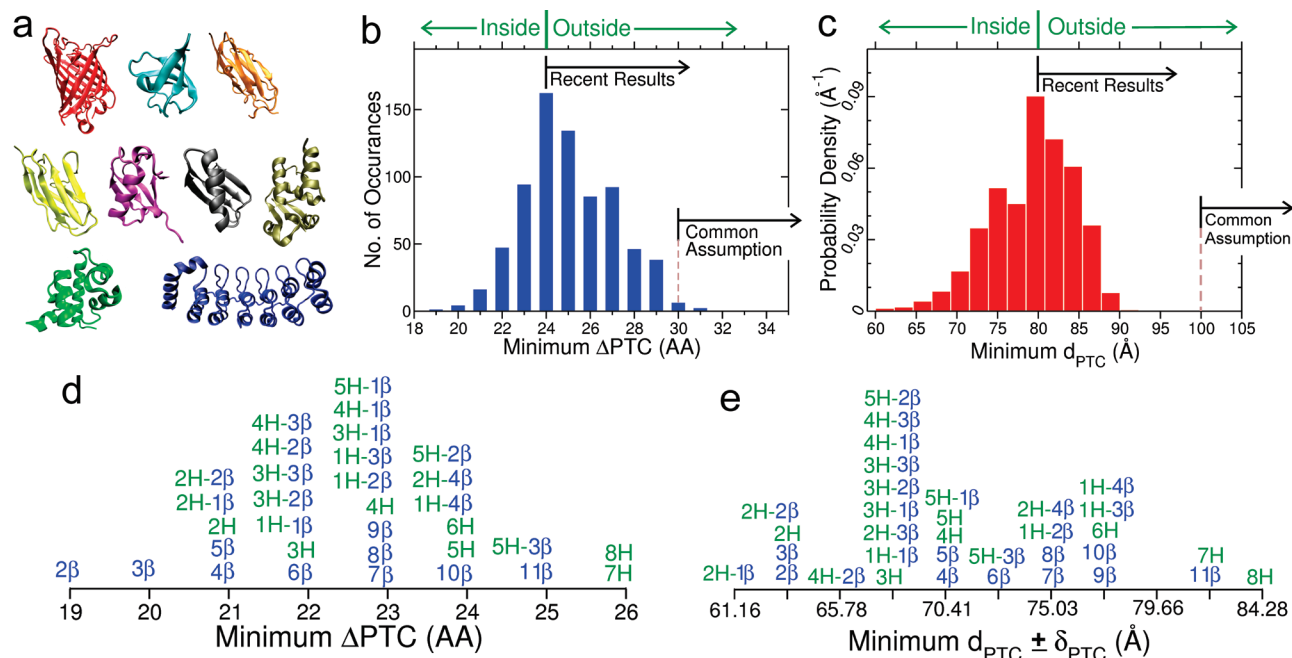 a
b
Inside Outside
Recent Results
Common
Assumption
No. of Occurances
150
100
50
0
18 20 22 24 26 28 30 32 34
Minimum ΔPTC (AA)
c
Inside Outside
Recent Results
Common
Assumption
Probability Density (Å⁻¹)
0.09
0.06
0.03
0
60 65 70 75 80 85 90 95 100 105
Minimum dPTC (Å)
d
5H-1β
4H-3β 4H-1β
4H-2β 3H-1β 5H-2β
2H-2β 3H-3β 1H-3β 2H-4β
2H-1β 3H-2β 1H-2β 1H-4β
2H 1H-1β 4H 6H
5β 3H 9β 5H 5H-3β 8H
2β 3β 4β 6β 8β 10β 11β 7H
7β
19 20 21 22 23 24 25 26
Minimum ΔPTC (AA)
e
5H-2β
4H-3β
4H-1β
3H-3β
3H-2β 1H-4β
2H-2β 3H-1β 5H-1β 2H-4β 1H-3β
2H 2H-3β 5H 1H-2β 6H
3β 1H-1β 4H 8β 10β 7H
2H-1β 2β 4H-2β 3H 5β 5H-3β 7β 9β 11β 8H
4β 6β
61.16 65.78 70.41 75.03 79.66 84.28
Minimum dPTC ± δPTC (Å)